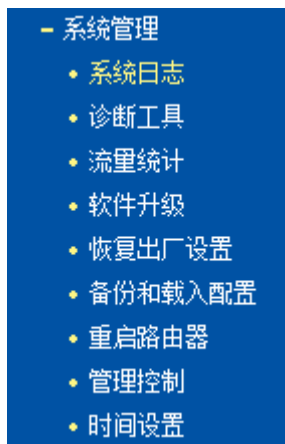 系统管理
系统日志
诊断工具
流量统计
软件升级
恢复出厂设置
备份和载入配置
重启路由器
管理控制
时间设置